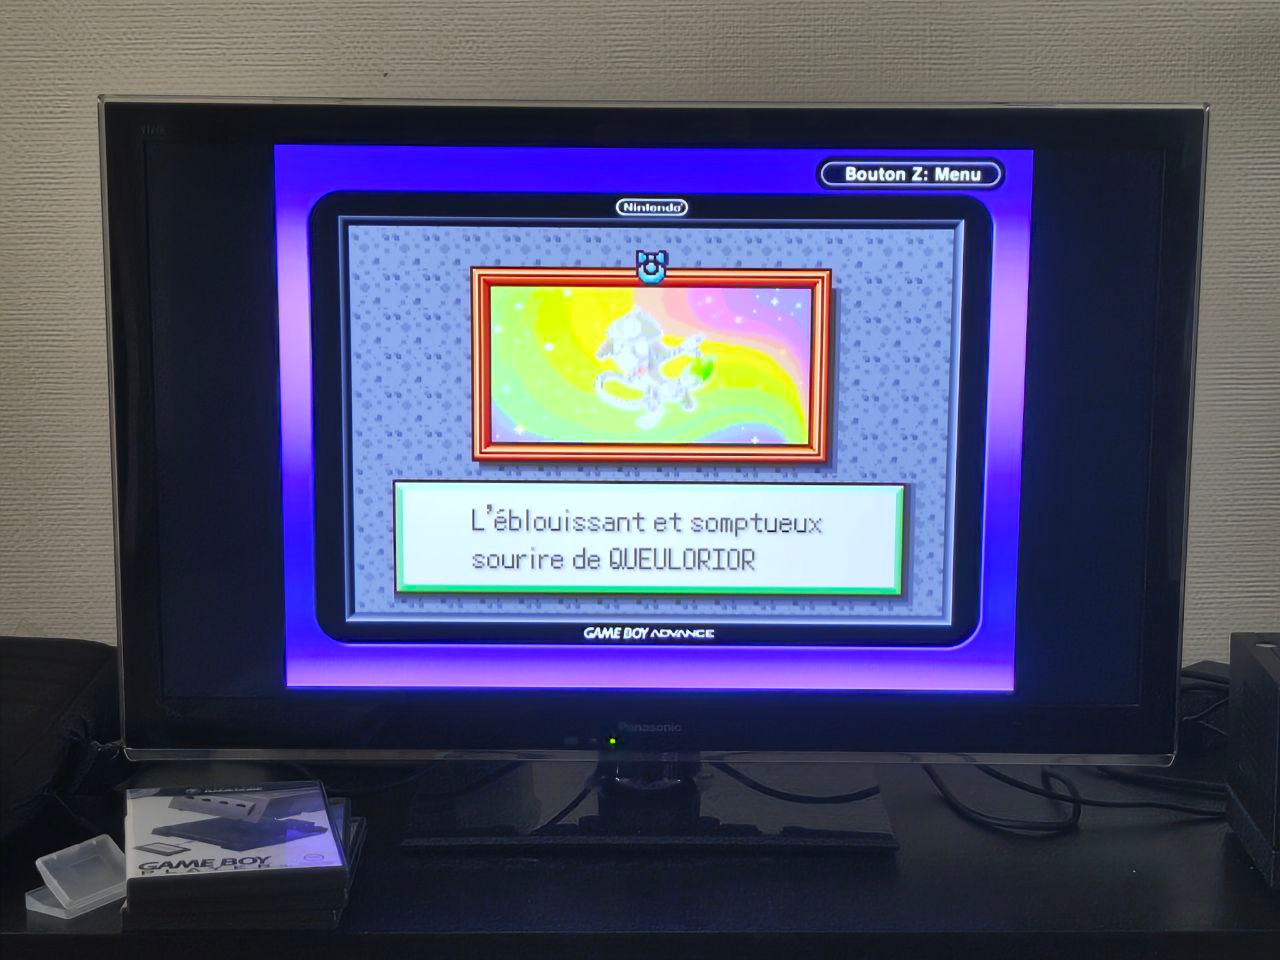 Bouton Z: Menu
Nintendo
L'éblouissant et somptueux
sourire de QUEULORIOR
GAME BOY ADVANCE
Panasonic
GAME BOY
PLAYER